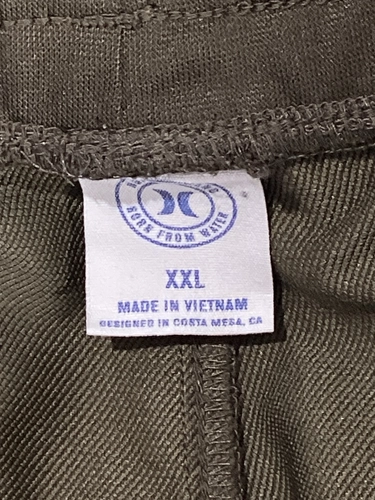 BORN FROM WATER
XXL
MADE IN VIETNAM
DESIGNED IN COSTA MESA, CA